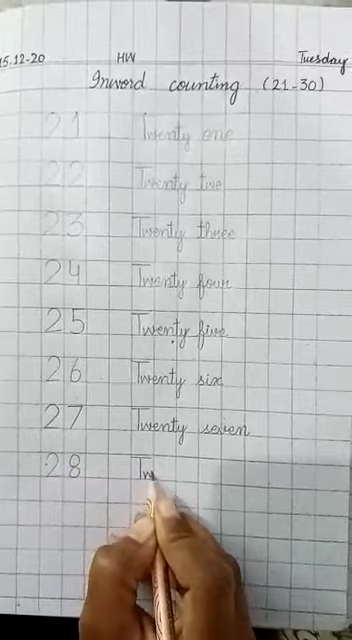 15.12-20 HW Tuesday
Inword counting (21-30)
21 Twenty one
22 Twenty two
23 Twenty three
24 Twenty four
25 Twenty five
26 Twenty six
27 Twenty seven
28 Tw